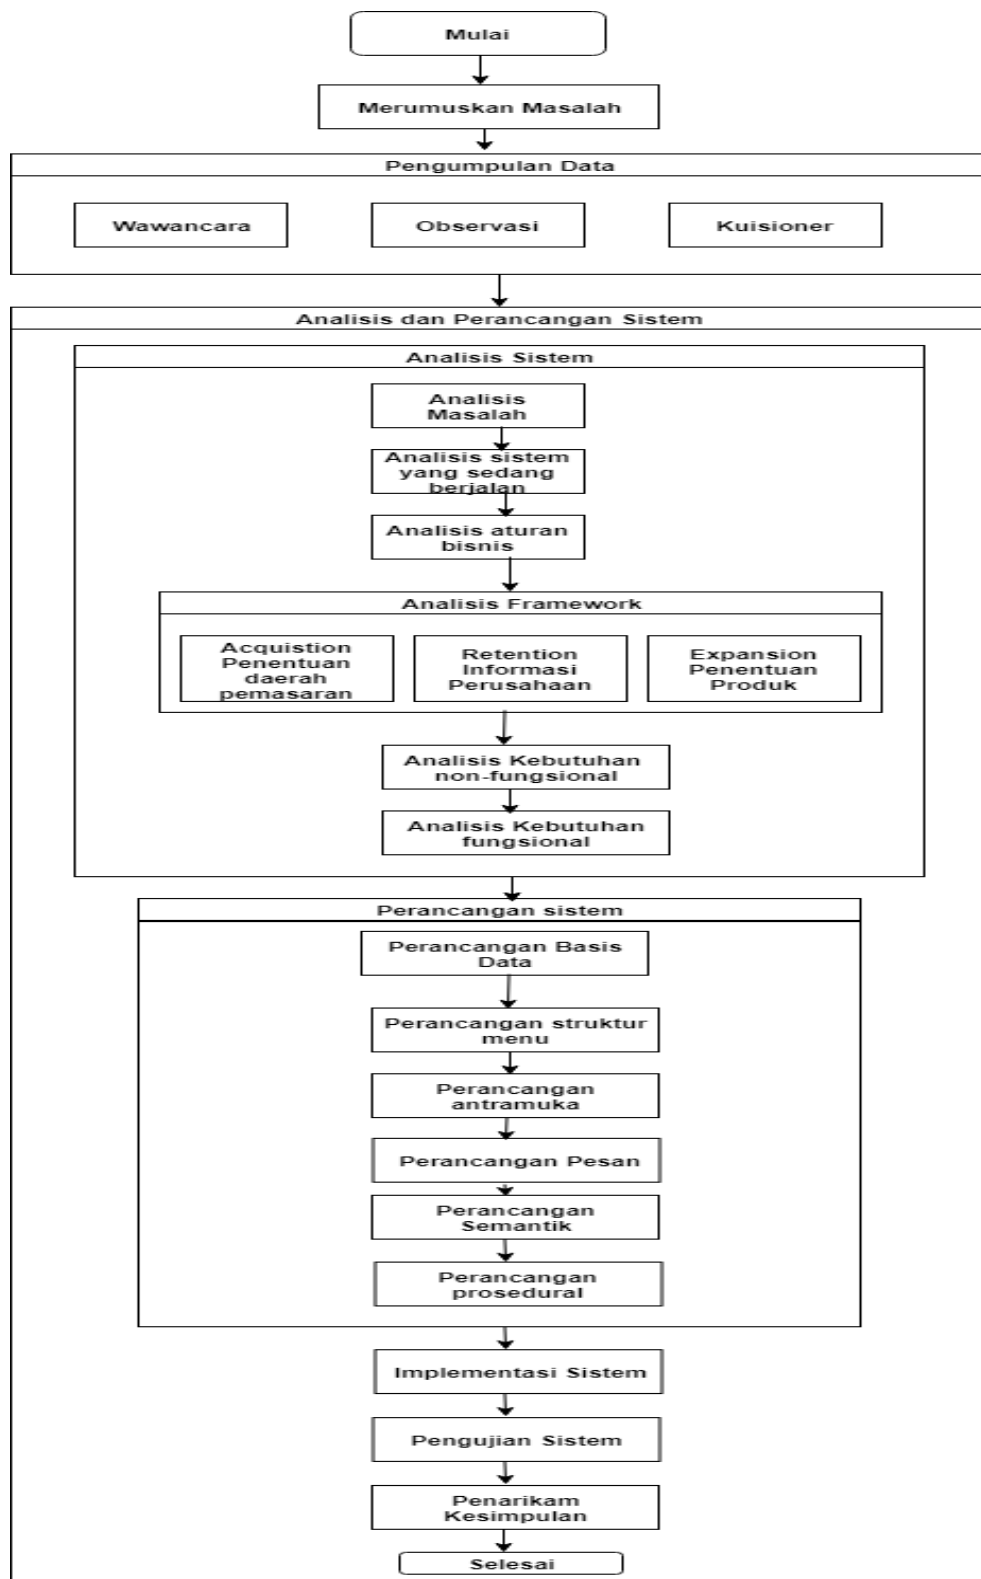 Mulai
Merumuskan Masalah
Pengumpulan Data
Wawancara
Observasi
Kuisioner
Analisis dan Perancangan Sistem
Analisis Sistem
Analisis
Masalah
Analisis sistem
yang sedang
berjalan
Analisis aturan
bisnis
Analisis Framework
Acquistion
Penentuan
daerah
pemasaran
Retention
Informasi
Perusahaan
Expansion
Penentuan
Produk
Analisis Kebutuhan
non-fungsional
Analisis Kebutuhan
fungsional
Perancangan sistem
Perancangan Basis
Data
Perancangan struktur
menu
Perancangan
antramuka
Perancangan Pesan
Perancangan
Semantik
Perancangan
prosedural
Implementasi Sistem
Pengujian Sistem
Penarikam
Kesimpulan
Selesai